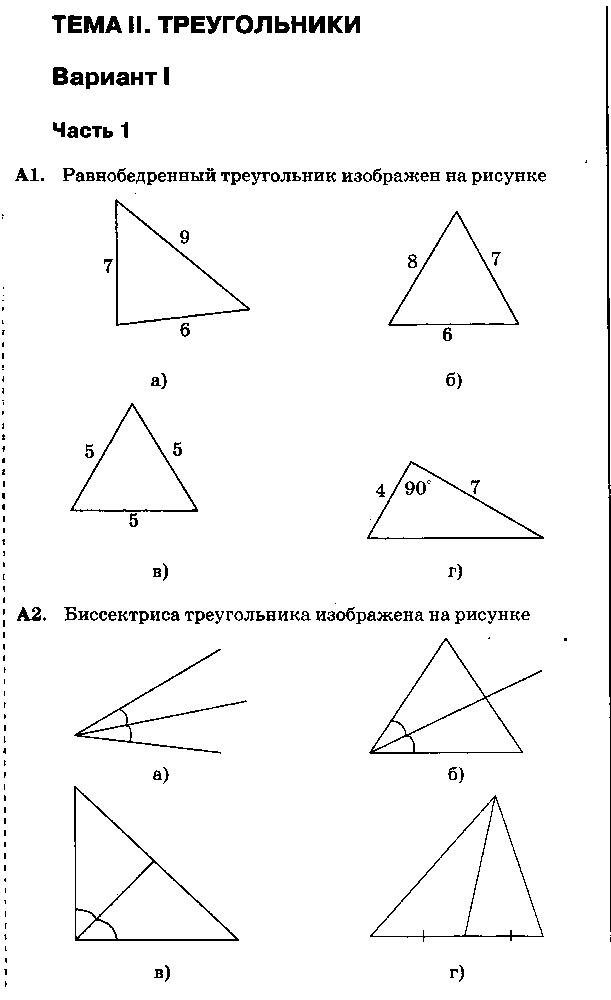 ТЕМА II. ТРЕУГОЛЬНИКИ
Вариант I
Часть 1
А1. Равнобедренный треугольник изображен на рисунке
9
7
6
8
7
6
а)
б)
5
5
5
4
90°
7
в)
г)
А2. Биссектриса треугольника изображена на рисунке
а)
б)
в)
г)